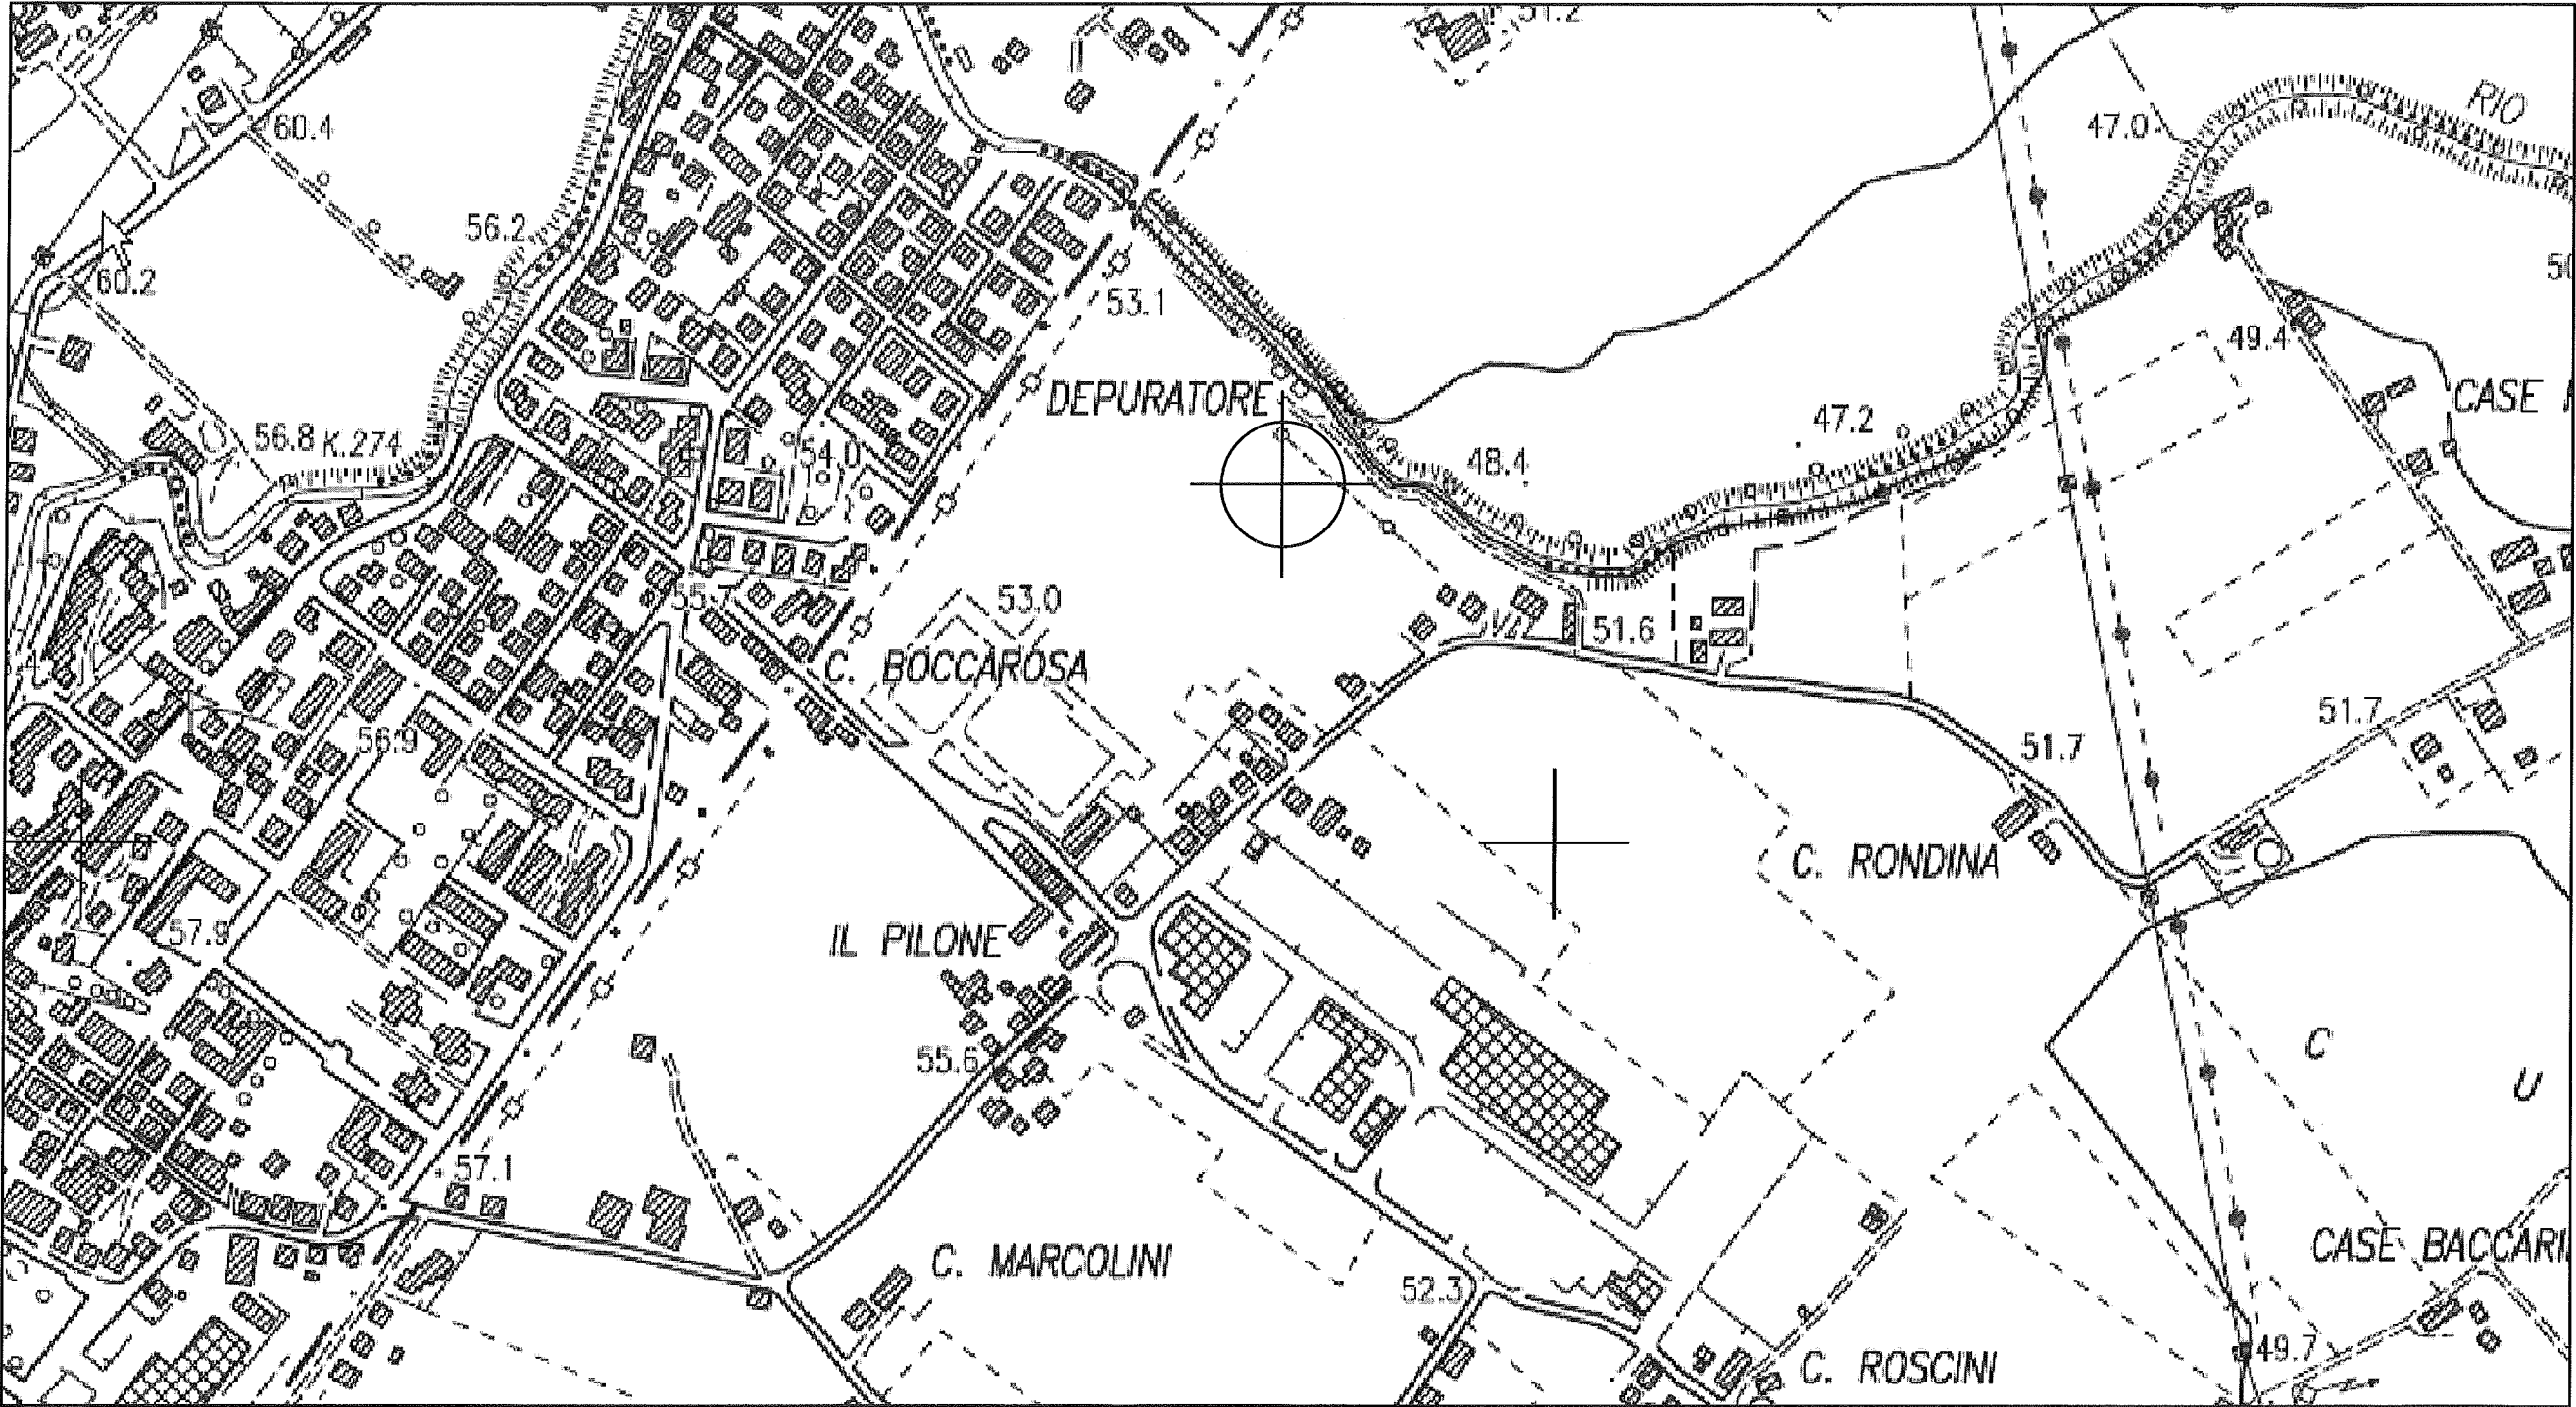 51.2
RIO
60.4
47.0
56.2
60.2
53.1
49.4
DEPURATORE
CASE
47.2
56.8 K.274
54.0
48.4
55.7
53.0
51.6
C. BOCCAROSA
51.7
56.9
51.7
C. RONDINA
57.9
IL PILONE
C
55.6
U
57.1
C. MARCOLINI
CASE BACCARI
52.3
49.7
C. ROSCINI